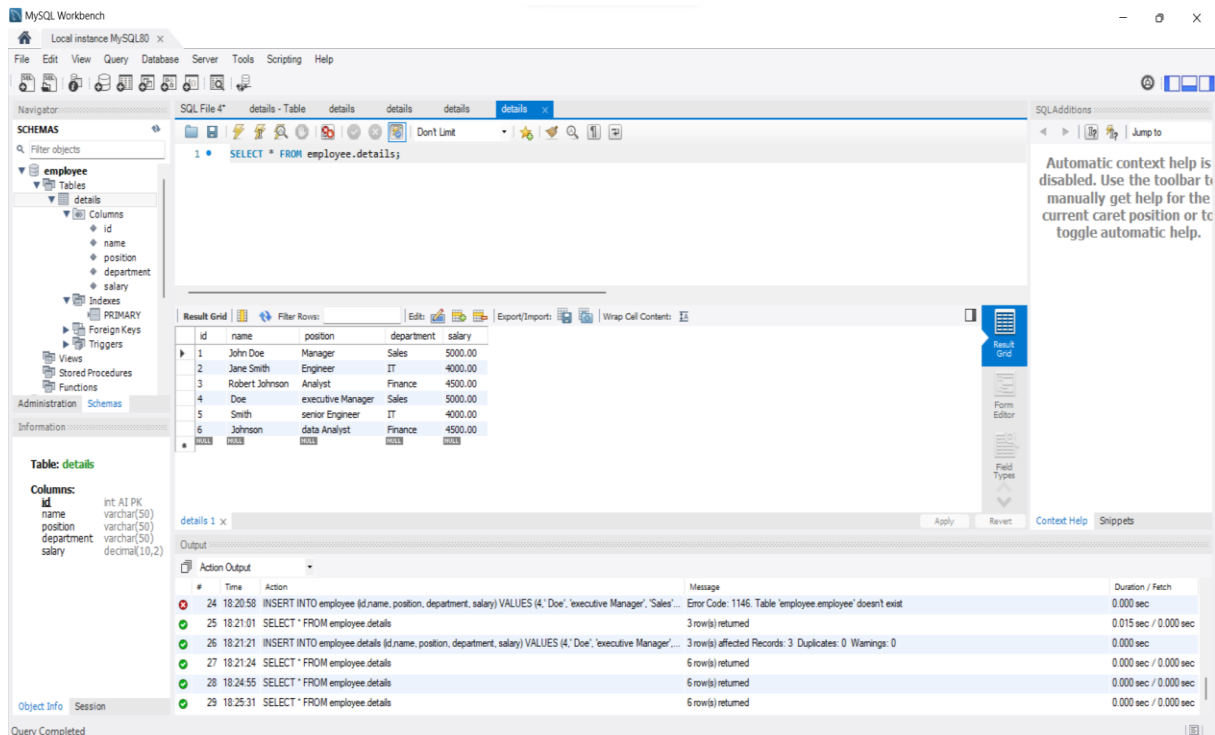 MySQL Workbench
Local instance MySQL80 ×
File Edit View Query Database Server Tools Scripting Help
Navigator
SCHEMAS
Filter objects
employee
Tables
details
Columns
id
name
position
department
salary
Indexes
PRIMARY
Foreign Keys
Triggers
Views
Stored Procedures
Functions
Administration Schemas
Information
Table: details
Columns:
id int AI PK
name varchar(50)
position varchar(50)
department varchar(50)
salary decimal(10,2)
Object Info Session
Query Completed
SQL File 4* details - Table details details details details ×
Don't Limit
1 SELECT * FROM employee.details;
Result Grid Filter Rows: Edit: Export/Import: Wrap Cell Content:
id name position department salary
1 John Doe Manager Sales 5000.00
2 Jane Smith Engineer IT 4000.00
3 Robert Johnson Analyst Finance 4500.00
4 Doe executive Manager Sales 5000.00
5 Smith senior Engineer IT 4000.00
6 Johnson data Analyst Finance 4500.00
NULL NULL NULL NULL NULL
Result Grid
Form Editor
Field Types
details 1 ×
Apply Revert
Output
Action Output
# Time Action Message Duration / Fetch
24 18:20:58 INSERT INTO employee (id,name, position, department, salary) VALUES (4,' Doe', 'executive Manager', 'Sales'... Error Code: 1146. Table 'employee.employee' doesn't exist 0.000 sec
25 18:21:01 SELECT * FROM employee.details 3 row(s) returned 0.015 sec / 0.000 sec
26 18:21:21 INSERT INTO employee.details (id,name, position, department, salary) VALUES (4,' Doe', 'executive Manager',... 3 row(s) affected Records: 3 Duplicates: 0 Warnings: 0 0.000 sec
27 18:21:24 SELECT * FROM employee.details 6 row(s) returned 0.000 sec / 0.000 sec
28 18:24:55 SELECT * FROM employee.details 6 row(s) returned 0.000 sec / 0.000 sec
29 18:25:31 SELECT * FROM employee.details 6 row(s) returned 0.000 sec / 0.000 sec
SQLAdditions
Jump to
Automatic context help is
disabled. Use the toolbar to
manually get help for the
current caret position or to
toggle automatic help.
Context Help Snippets